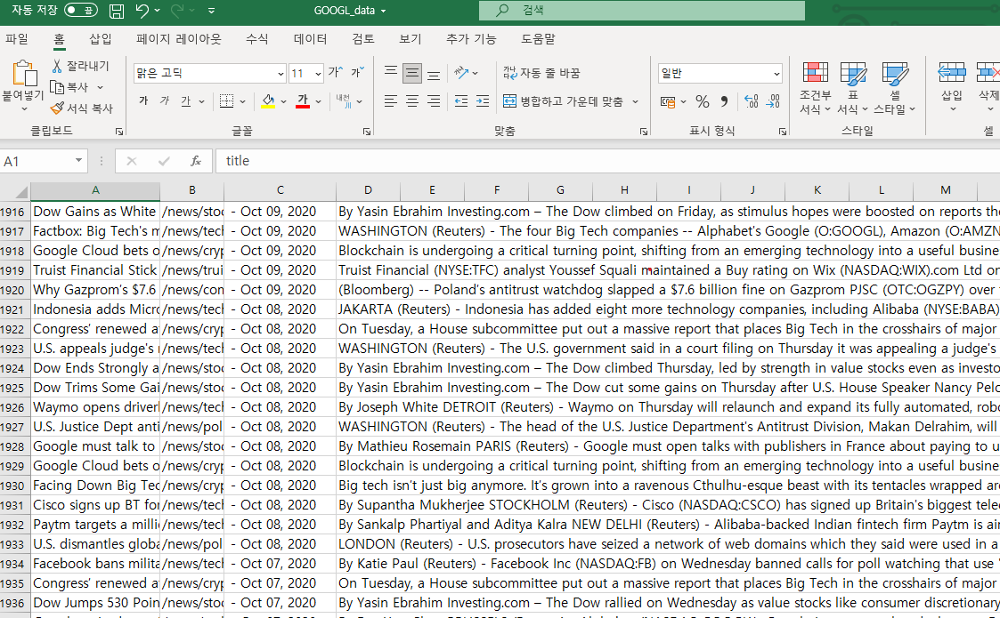 자동 저장 끔 GOOGL_data 검색
파일 홈 삽입 페이지 레이아웃 수식 데이터 검토 보기 추가 기능 도움말
붙여넣기 잘라내기 복사 서식 복사
맑은 고딕 11 가 가
가 가 가 가 내천
자동 줄 바꿈
병합하고 가운데 맞춤
일반
% 9 .00 .00
조건부 서식 표 서식 셀 스타일 삽입 삭제
클립보드 글꼴 맞춤 표시 형식 스타일 셀
A1 fx title
A B C D E F G H I J K L M
1916 Dow Gains as White /news/stoc - Oct 09, 2020 By Yasin Ebrahim Investing.com – The Dow climbed on Friday, as stimulus hopes were boosted on reports the
1917 Factbox: Big Tech's m /news/tech - Oct 09, 2020 WASHINGTON (Reuters) - The four Big Tech companies -- Alphabet's Google (O:GOOGL), Amazon (O:AMZN
1918 Google Cloud bets o /news/cryp - Oct 09, 2020 Blockchain is undergoing a critical turning point, shifting from an emerging technology into a useful busine
1919 Truist Financial Stick /news/trui - Oct 09, 2020 Truist Financial (NYSE:TFC) analyst Youssef Squali maintained a Buy rating on Wix (NASDAQ:WIX).com Ltd on
1920 Why Gazprom's $7.6 /news/com - Oct 09, 2020 (Bloomberg) -- Poland's antitrust watchdog slapped a $7.6 billion fine on Gazprom PJSC (OTC:OGZPY) over
1921 Indonesia adds Micro /news/tech - Oct 08, 2020 JAKARTA (Reuters) - Indonesia has added eight more technology companies, including Alibaba (NYSE:BABA)
1922 Congress' renewed a /news/cryp - Oct 08, 2020 On Tuesday, a House subcommittee put out a massive report that places Big Tech in the crosshairs of major
1923 U.S. appeals judge's /news/tech - Oct 08, 2020 WASHINGTON (Reuters) - The U.S. government said in a court filing on Thursday it was appealing a judge's
1924 Dow Ends Strongly a /news/stoc - Oct 08, 2020 By Yasin Ebrahim Investing.com – The Dow climbed Thursday, led by strength in value stocks even as investo
1925 Dow Trims Some Gai /news/stoc - Oct 08, 2020 By Yasin Ebrahim Investing.com – The Dow cut some gains on Thursday after U.S. House Speaker Nancy Pelo
1926 Waymo opens driverl /news/tech - Oct 08, 2020 By Joseph White DETROIT (Reuters) - Waymo on Thursday will relaunch and expand its fully automated, robo
1927 U.S. Justice Dept anti /news/pol - Oct 08, 2020 WASHINGTON (Reuters) - The head of the U.S. Justice Department's Antitrust Division, Makan Delrahim, will
1928 Google must talk to /news/stoc - Oct 08, 2020 By Mathieu Rosemain PARIS (Reuters) - Google must open talks with publishers in France about paying to u
1929 Google Cloud bets o /news/cryp - Oct 08, 2020 Blockchain is undergoing a critical turning point, shifting from an emerging technology into a useful busine
1930 Facing Down Big Tec /news/cryp - Oct 08, 2020 Big tech isn't just big anymore. It's grown into a ravenous Cthulhu-esque beast with its tentacles wrapped aro
1931 Cisco signs up BT for /news/tech - Oct 08, 2020 By Supantha Mukherjee STOCKHOLM (Reuters) - Cisco (NASDAQ:CSCO) has signed up Britain's biggest tele
1932 Paytm targets a milli /news/tech - Oct 08, 2020 By Sankalp Phartiyal and Aditya Kalra NEW DELHI (Reuters) - Alibaba-backed Indian fintech firm Paytm is air
1933 U.S. dismantles globa /news/pol - Oct 08, 2020 LONDON (Reuters) - U.S. prosecutors have seized a network of web domains which they said were used in a
1934 Facebook bans milita /news/tech - Oct 07, 2020 By Katie Paul (Reuters) - Facebook Inc (NASDAQ:FB) on Wednesday banned calls for poll watching that use "
1935 Congress' renewed a /news/cryp - Oct 07, 2020 On Tuesday, a House subcommittee put out a massive report that places Big Tech in the crosshairs of major
1936 Dow Jumps 530 Poin /news/stoc - Oct 07, 2020 By Yasin Ebrahim Investing.com – The Dow rallied on Wednesday as value stocks like consumer discretionary